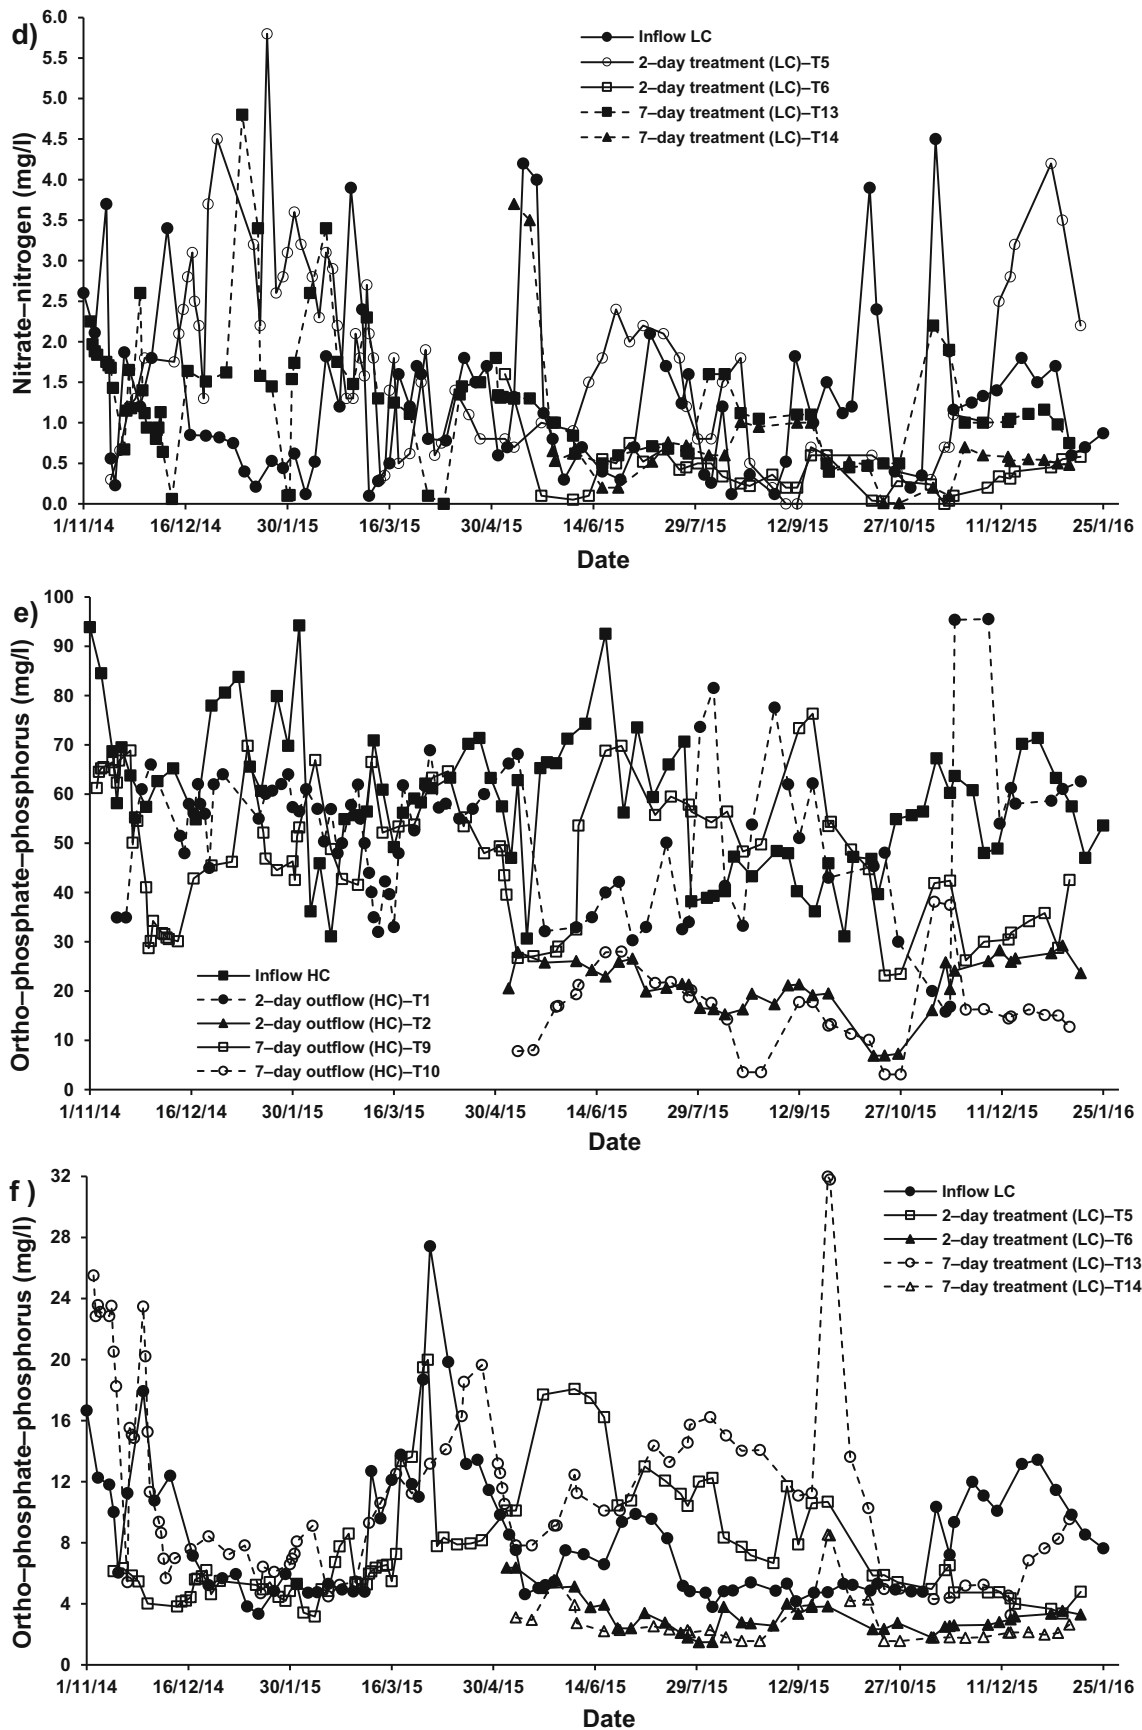 d)
Nitrate–nitrogen (mg/l)
6.0
5.5
5.0
4.5
4.0
3.5
3.0
2.5
2.0
1.5
1.0
0.5
0.0
Inflow LC
2–day treatment (LC)–T5
2–day treatment (LC)–T6
7–day treatment (LC)–T13
7–day treatment (LC)–T14
1/11/14 16/12/14 30/1/15 16/3/15 30/4/15 14/6/15 29/7/15 12/9/15 27/10/15 11/12/15 25/1/16
Date
e)
Ortho–phosphate–phosphorus (mg/l)
100
90
80
70
60
50
40
30
20
10
0
Inflow HC
2–day outflow (HC)–T1
2–day outflow (HC)–T2
7–day outflow (HC)–T9
7–day outflow (HC)–T10
1/11/14 16/12/14 30/1/15 16/3/15 30/4/15 14/6/15 29/7/15 12/9/15 27/10/15 11/12/15 25/1/16
Date
f )
Ortho–phosphate–phosphorus (mg/l)
32
28
24
20
16
12
8
4
0
Inflow LC
2–day treatment (LC)–T5
2–day treatment (LC)–T6
7–day treatment (LC)–T13
7–day treatment (LC)–T14
1/11/14 16/12/14 30/1/15 16/3/15 30/4/15 14/6/15 29/7/15 12/9/15 27/10/15 11/12/15 25/1/16
Date